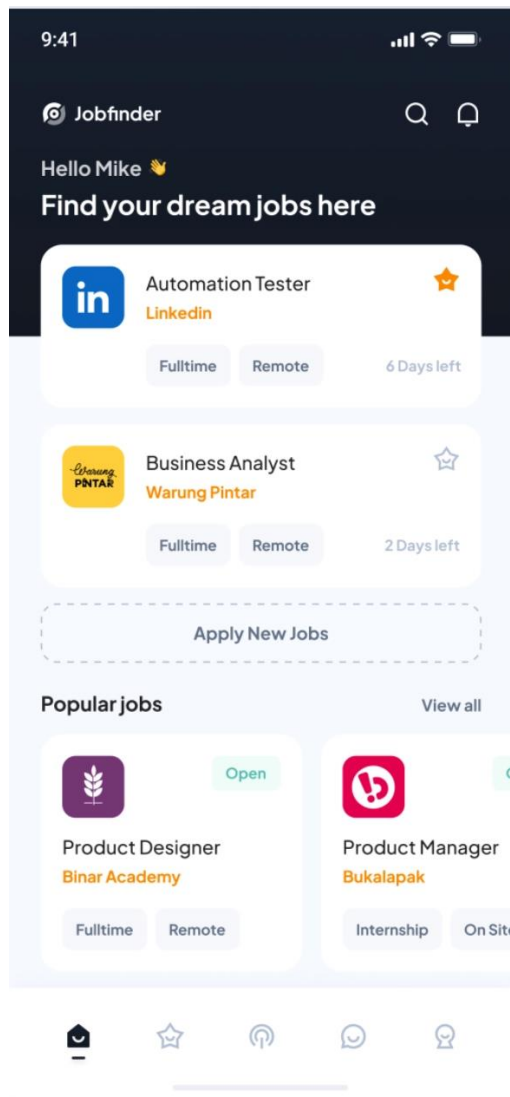 9:41
Jobfinder
Hello Mike 👋
Find your dream jobs here
in
Automation Tester
Linkedin
Fulltime Remote 6 Days left
Warung
PINTAR
Business Analyst
Warung Pintar
Fulltime Remote 2 Days left
Apply New Jobs
Popular jobs View all
Open
Product Designer Product Manager
Binar Academy Bukalapak
Fulltime Remote Internship On Site